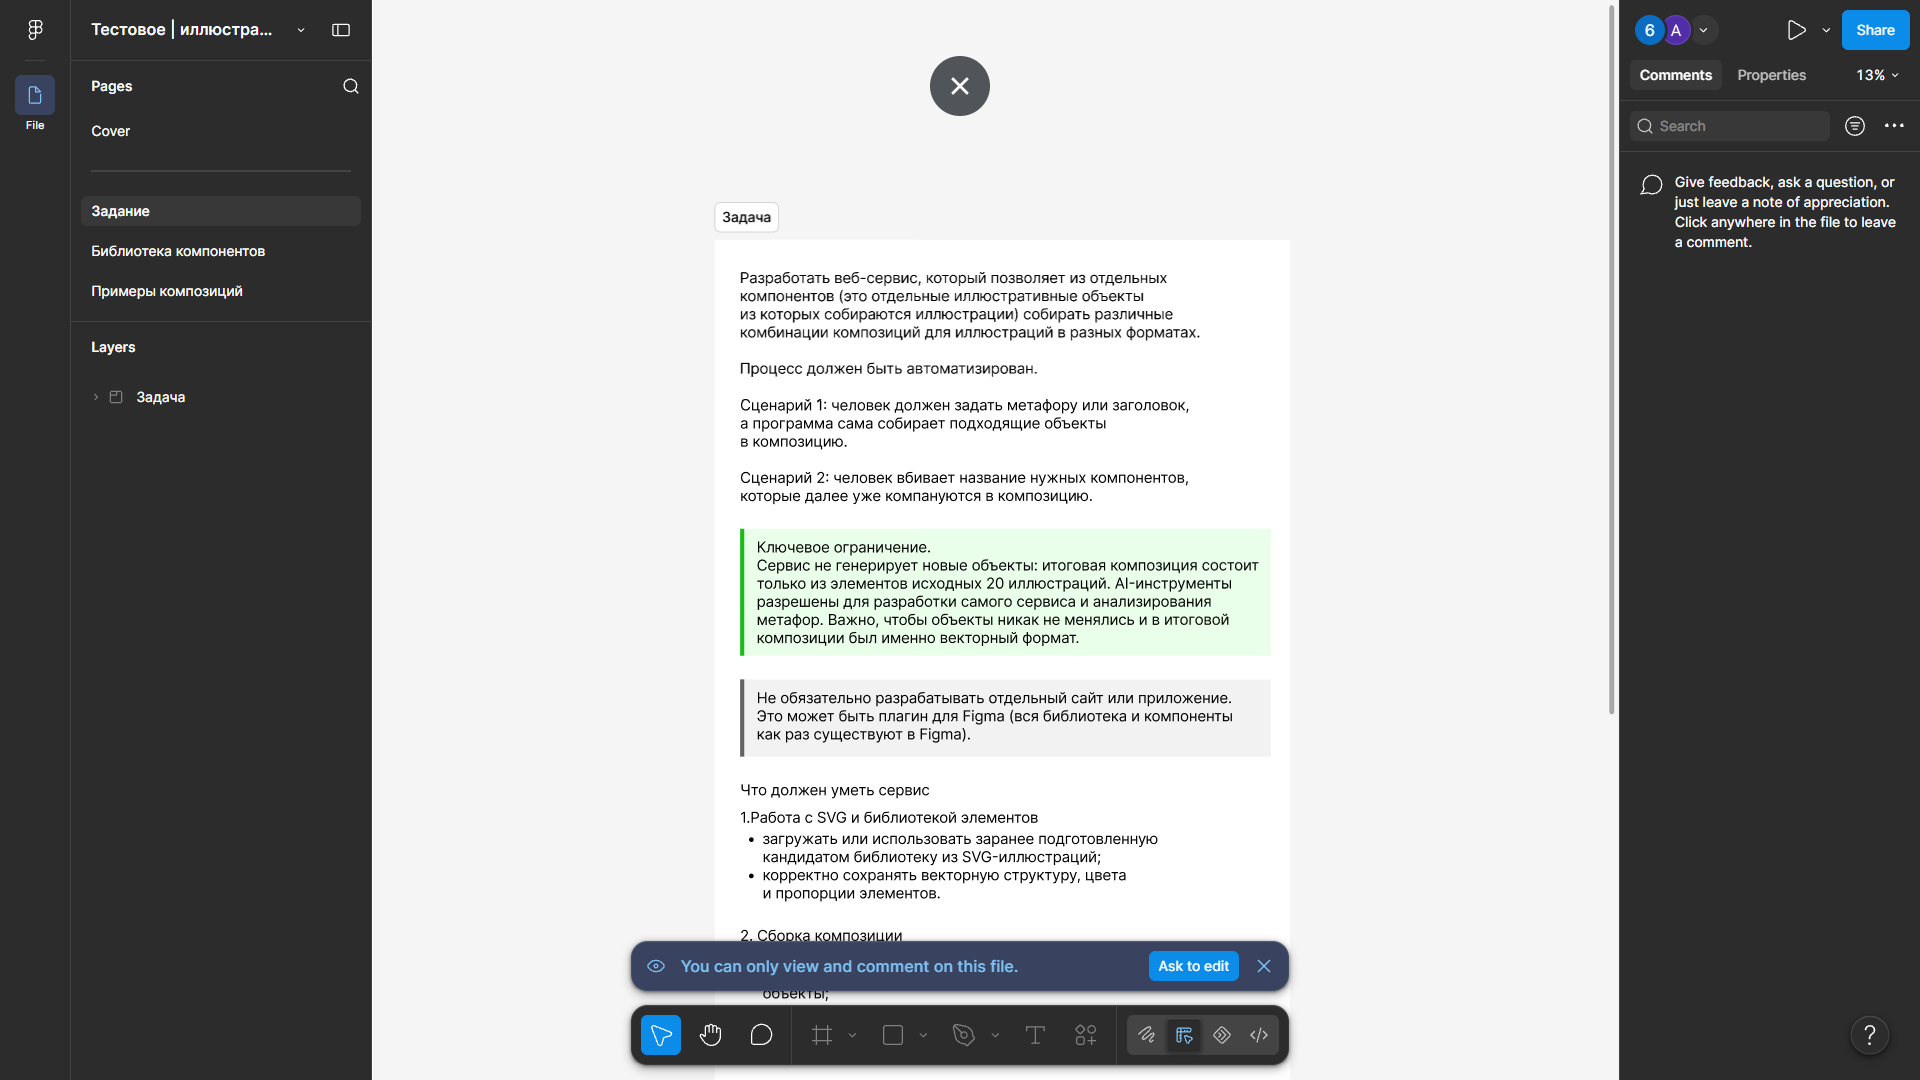 Тестовое | иллюстра...
File
Pages
Cover
Задание
Библиотека компонентов
Примеры композиций
Layers
Задача
Задача
Разработать веб-сервис, который позволяет из отдельных
компонентов (это отдельные иллюстративные объекты
из которых собираются иллюстрации) собирать различные
комбинации композиций для иллюстраций в разных форматах.
Процесс должен быть автоматизирован.
Сценарий 1: человек должен задать метафору или заголовок,
а программа сама собирает подходящие объекты
в композицию.
Сценарий 2: человек вбивает название нужных компонентов,
которые далее уже компануются в композицию.
Ключевое ограничение.
Сервис не генерирует новые объекты: итоговая композиция состоит
только из элементов исходных 20 иллюстраций. AI-инструменты
разрешены для разработки самого сервиса и анализирования
метафор. Важно, чтобы объекты никак не менялись и в итоговой
композиции был именно векторный формат.
Не обязательно разрабатывать отдельный сайт или приложение.
Это может быть плагин для Figma (вся библиотека и компоненты
как раз существуют в Figma).
Что должен уметь сервис
1.Работа с SVG и библиотекой элементов
• загружать или использовать заранее подготовленную
кандидатом библиотеку из SVG-иллюстраций;
• корректно сохранять векторную структуру, цвета
и пропорции элементов.
2. Сборка композиции
You can only view and comment on this file.
Ask to edit
объекты;
6 A
Share
Comments
Properties
13%
Search
Give feedback, ask a question, or
just leave a note of appreciation.
Click anywhere in the file to leave
a comment.
?